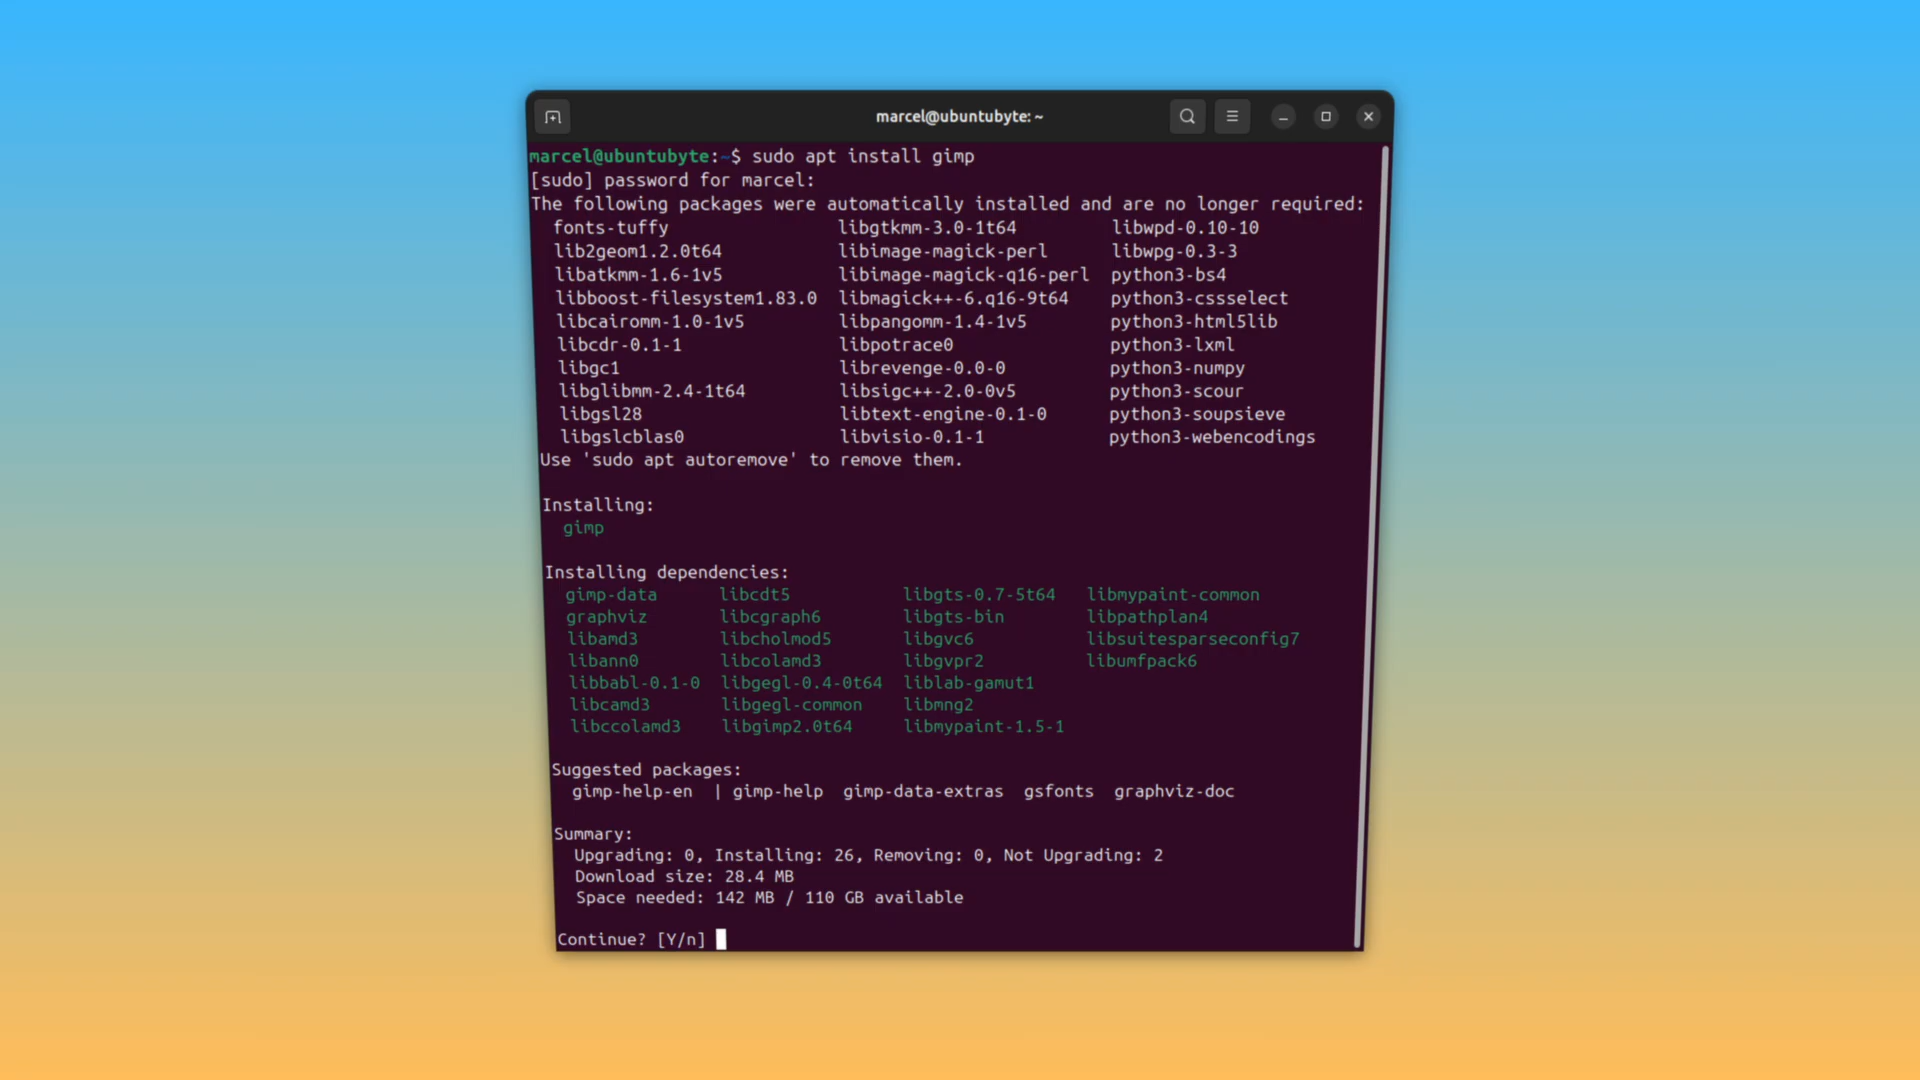 marcel@ubuntubyte: ~
marcel@ubuntubyte:~$ sudo apt install gimp
[sudo] password for marcel:
The following packages were automatically installed and are no longer required:
fonts-tuffy libgtkmm-3.0-1t64 libwpd-0.10-10
lib2geom1.2.0t64 libimage-magick-perl libwpg-0.3-3
libatkmm-1.6-1v5 libimage-magick-q16-perl python3-bs4
libboost-filesystem1.83.0 libmagick++-6.q16-9t64 python3-cssselect
libcairomm-1.0-1v5 libpangomm-1.4-1v5 python3-html5lib
libcdr-0.1-1 libpotrace0 python3-lxml
libgc1 librevenge-0.0-0 python3-numpy
libglibmm-2.4-1t64 libsigc++-2.0-0v5 python3-scour
libgsl28 libtext-engine-0.1-0 python3-soupsieve
libgslcblas0 libvisio-0.1-1 python3-webencodings
Use 'sudo apt autoremove' to remove them.
Installing:
gimp
Installing dependencies:
gimp-data libcdt5 libgts-0.7-5t64 libmypaint-common
graphviz libcgraph6 libgts-bin libpathplan4
libamd3 libcholmod5 libgvc6 libsuitesparseconfig7
libann0 libcolamd3 libgvpr2 libumfpack6
libbabl-0.1-0 libgegl-0.4-0t64 liblab-gamut1
libcamd3 libgegl-common libmng2
libccolamd3 libgimp2.0t64 libmypaint-1.5-1
Suggested packages:
gimp-help-en | gimp-help gimp-data-extras gsfonts graphviz-doc
Summary:
Upgrading: 0, Installing: 26, Removing: 0, Not Upgrading: 2
Download size: 28.4 MB
Space needed: 142 MB / 110 GB available
Continue? [Y/n]